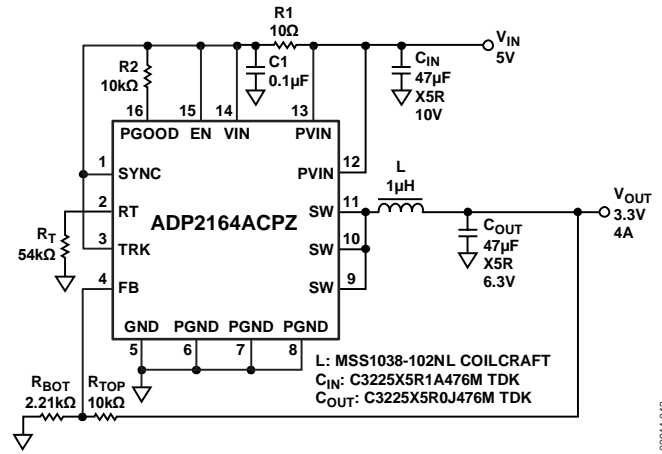 R1
10Ω
VIN
5V
R2
10kΩ
C1
0.1µF
CIN
47µF
X5R
10V
16
15
14
13
PGOOD
EN
VIN
PVIN
1
SYNC
PVIN
12
L
1µH
2
RT
SW
11
VOUT
3.3V
4A
ADP2164ACPZ
RT
54kΩ
3
TRK
SW
10
COUT
47µF
X5R
6.3V
4
FB
SW
9
GND
PGND
PGND
PGND
5
6
7
8
L: MSS1038-102NL COILCRAFT
CIN: C3225X5R1A476M TDK
COUT: C3225X5R0J476M TDK
RBOT
2.21kΩ
RTOP
10kΩ